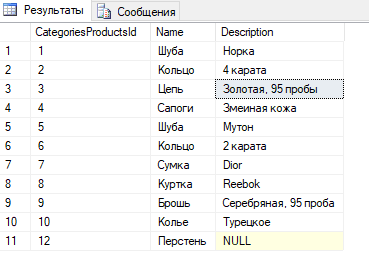 Результаты Сообщения
CategoriesProductsId Name Description
1 1 Шуба Норка
2 2 Кольцо 4 карата
3 3 Цепь Золотая, 95 пробы
4 4 Сапоги Змеиная кожа
5 5 Шуба Мутон
6 6 Кольцо 2 карата
7 7 Сумка Dior
8 8 Куртка Reebok
9 9 Брошь Серебряная, 95 проба
10 10 Колье Турецкое
11 12 Перстень NULL